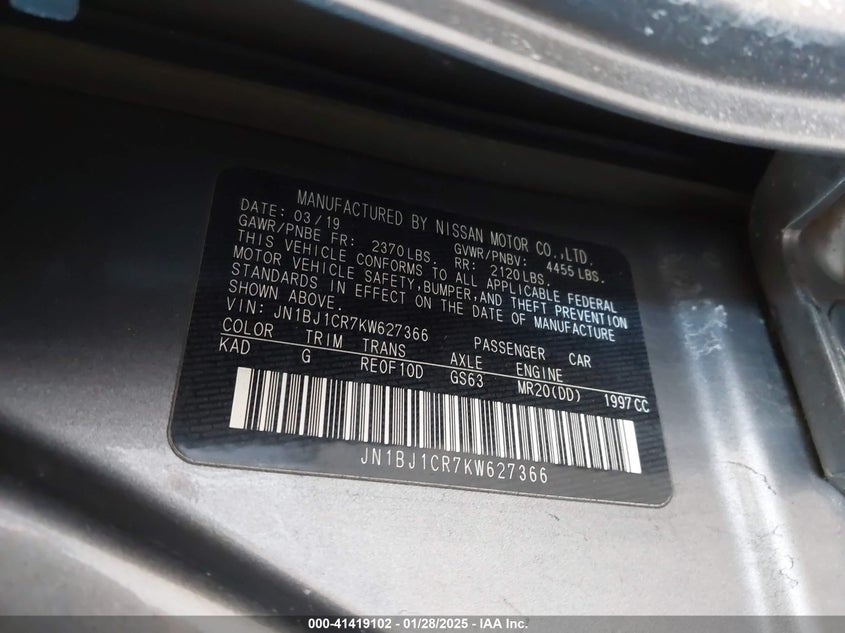 MANUFACTURED BY NISSAN MOTOR CO.,LTD.
DATE: 03/19
GAWR/PNBE FR: 2370LBS. GVWR/PNBV: 4455LBS.
RR: 2120LBS.
THIS VEHICLE CONFORMS TO ALL APPLICABLE FEDERAL
MOTOR VEHICLE SAFETY,BUMPER,AND THEFT PREVENTION
STANDARDS IN EFFECT ON THE DATE OF MANUFACTURE
SHOWN ABOVE.
VIN: JN1BJ1CR7KW627366 PASSENGER CAR
COLOR TRIM TRANS AXLE ENGINE
KAD G RE0F10D GS63 MR20(DD) 1997CC
JN1BJ1CR7KW627366
000-41419102 - 01/28/2025 - IAA Inc.